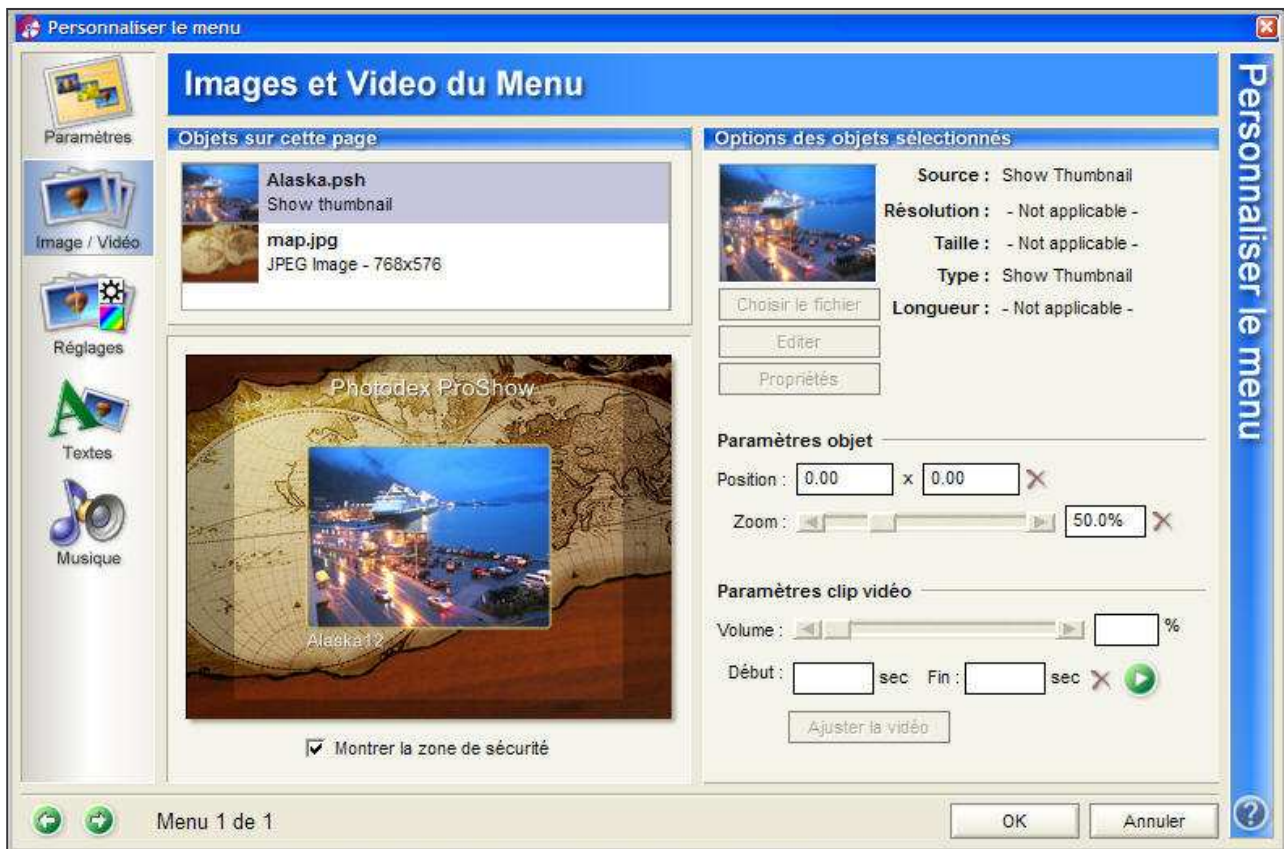 Personnaliser le menu
Images et Video du Menu
Paramètres
Image / Vidéo
Réglages
Textes
Musique
Objets sur cette page
Alaska.psh
Show thumbnail
map.jpg
JPEG Image - 768x576
Photodex ProShow
Alaska12
Montrer la zone de sécurité
Options des objets sélectionnés
Source : Show Thumbnail
Résolution : - Not applicable -
Taille : - Not applicable -
Type : Show Thumbnail
Longueur : - Not applicable -
Choisir le fichier
Editer
Propriétés
Paramètres objet
Position : 0.00 x 0.00
Zoom : 50.0%
Paramètres clip vidéo
Volume : %
Début : sec Fin : sec
Ajuster la vidéo
Personnaliser le menu
Menu 1 de 1
OK
Annuler
?